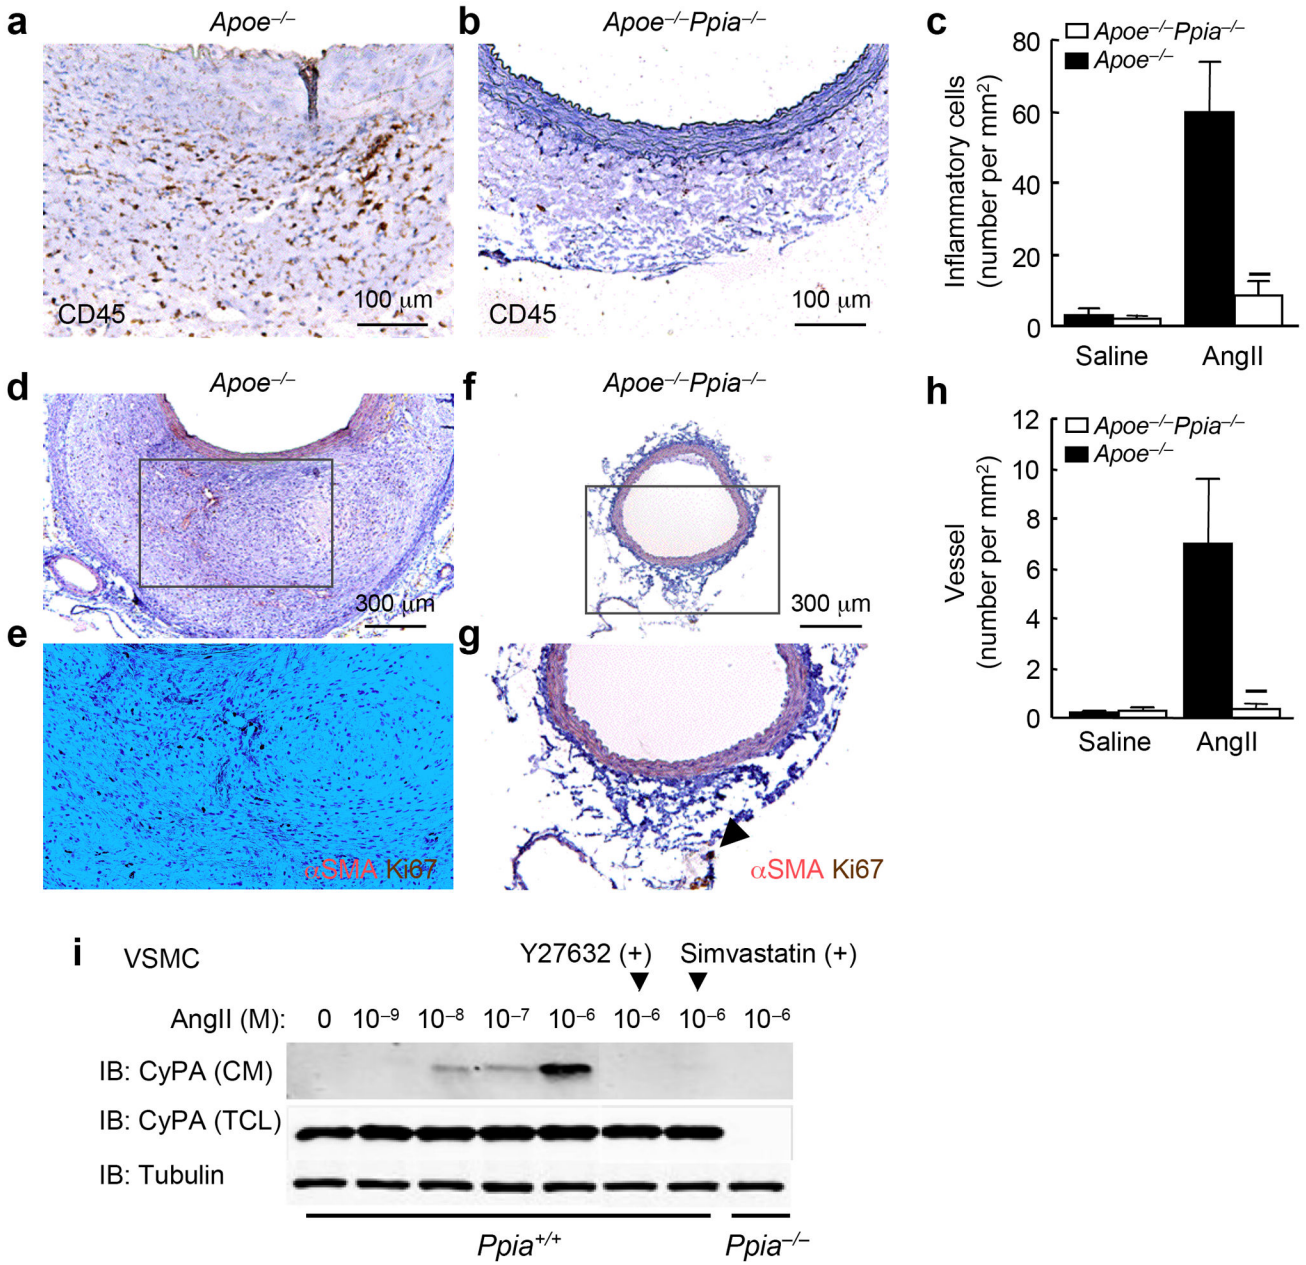 a
Apoe–/–
CD45
100 μm
b
Apoe–/–Ppia–/–
CD45
100 μm
c
Inflammatory cells
(number per mm²)
80
60
40
20
0
Apoe–/–Ppia–/–
Apoe–/–
Saline
AngII
d
Apoe–/–
300 μm
e
αSMA Ki67
f
Apoe–/–Ppia–/–
300 μm
g
αSMA Ki67
h
Vessel
(number per mm²)
12
10
8
6
4
2
0
Apoe–/–Ppia–/–
Apoe–/–
Saline
AngII
i
VSMC
Y27632 (+)
Simvastatin (+)
AngII (M): 0 10⁻⁹ 10⁻⁸ 10⁻⁷ 10⁻⁶ 10⁻⁶ 10⁻⁶ 10⁻⁶
IB: CyPA (CM)
IB: CyPA (TCL)
IB: Tubulin
Ppia+/+
Ppia–/–